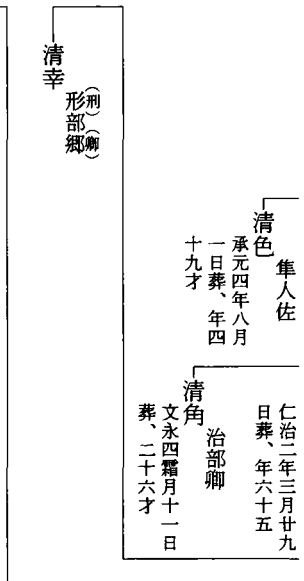 仁治二年三月廿九
日葬、年六十五
治部卿
清角
文永四霜月十一日
葬、二十六才
隼人佐
清色
承元四年八月
一日葬、年四
十九才
(刑)(卿)
形部郷
清幸